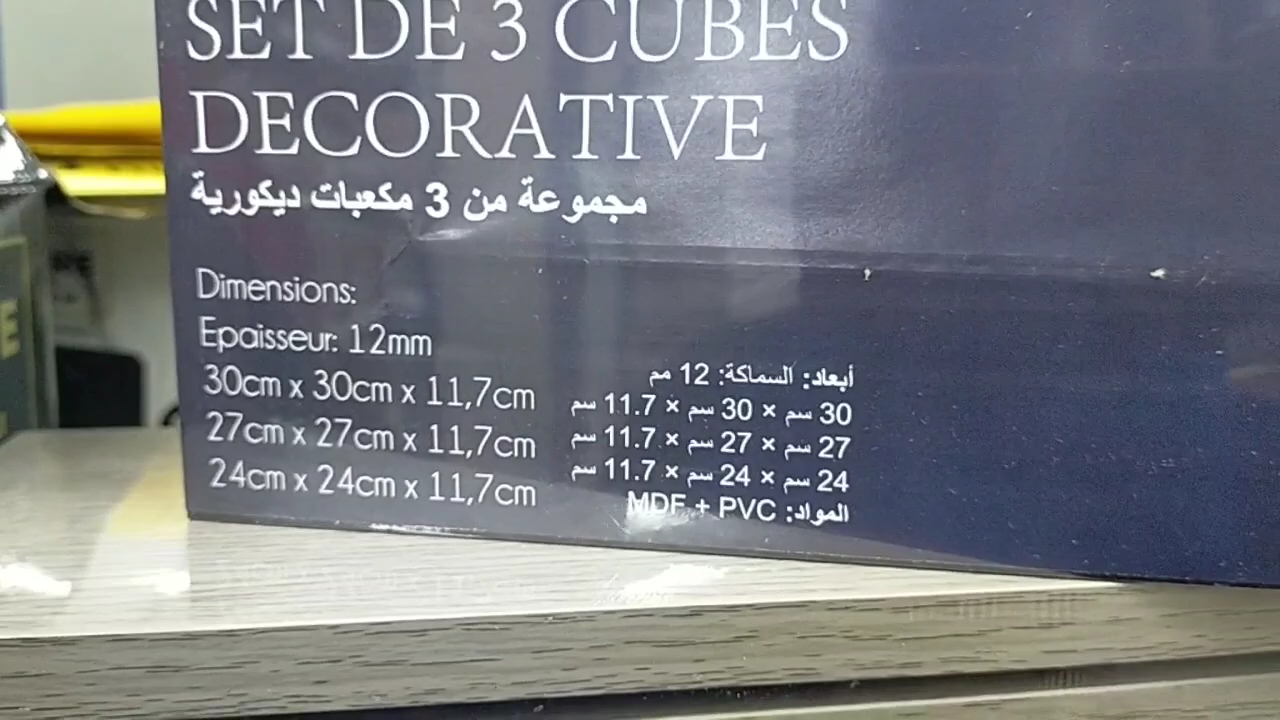 SET DE 3 CUBES
DECORATIVE
مجموعة من 3 مكعبات ديكورية
Dimensions:
Epaisseur: 12mm
30cm x 30cm x 11,7cm
27cm x 27cm x 11,7cm
24cm x 24cm x 11,7cm
أبعاد: السماكة: 12 مم
30 سم × 30 سم × 11.7 سم
27 سم × 27 سم × 11.7 سم
24 سم × 24 سم × 11.7 سم
المواد: MDF + PVC
E